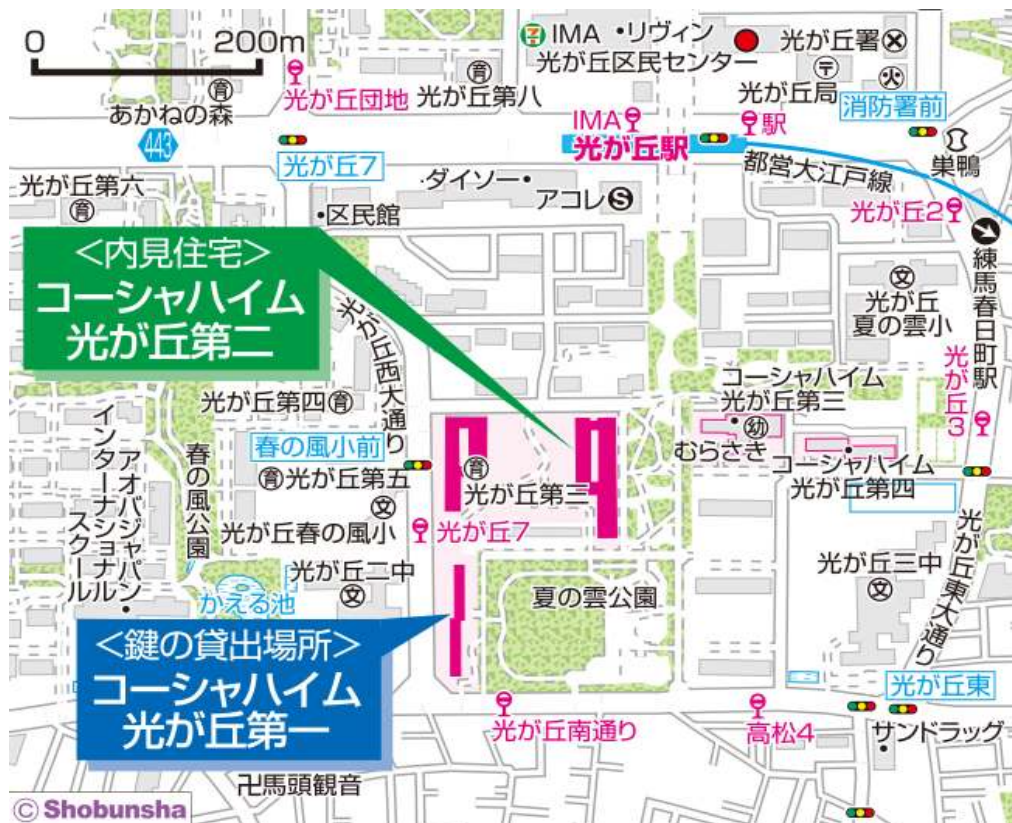 0 200m
IMA ・リヴィン
光が丘区民センター
光が丘署
〒
光が丘局
火
消防署前
育
あかねの森
光が丘団地
育
光が丘第八
IMA
光が丘駅
駅
443
光が丘7
巣鴨
都営大江戸線
光が丘第六
育
・ダイソー・
アコレ S
・区民館
光が丘2
練馬春日町駅
<内見住宅>
コーシャハイム
光が丘第二
文
光が丘
夏の雲小
光が丘西大通り
光が丘3
コーシャハイム
光が丘第三
光が丘第四 育
むらさき
幼
春の風小前
育 光が丘第五
育
光が丘第三
コーシャハイム
光が丘第四
アオバジャパン・
インターナショナル
スクール
春の風公園
文
光が丘春の風小
光が丘7
光が丘東大通り
光が丘二中
文
光が丘三中
文
かえる池
夏の雲公園
<鍵の貸出場所>
コーシャハイム
光が丘第一
光が丘東
光が丘南通り
高松4
サンドラッグ
卍馬頭観音
© Shobunsha